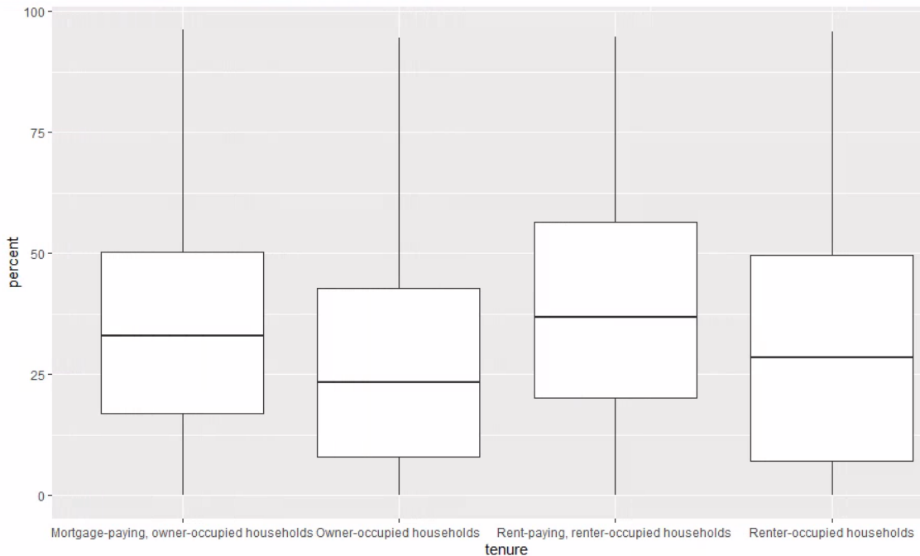 100
75
50
25
0
percent
Mortgage-paying, owner-occupied households Owner-occupied households Rent-paying, renter-occupied households Renter-occupied households
tenure